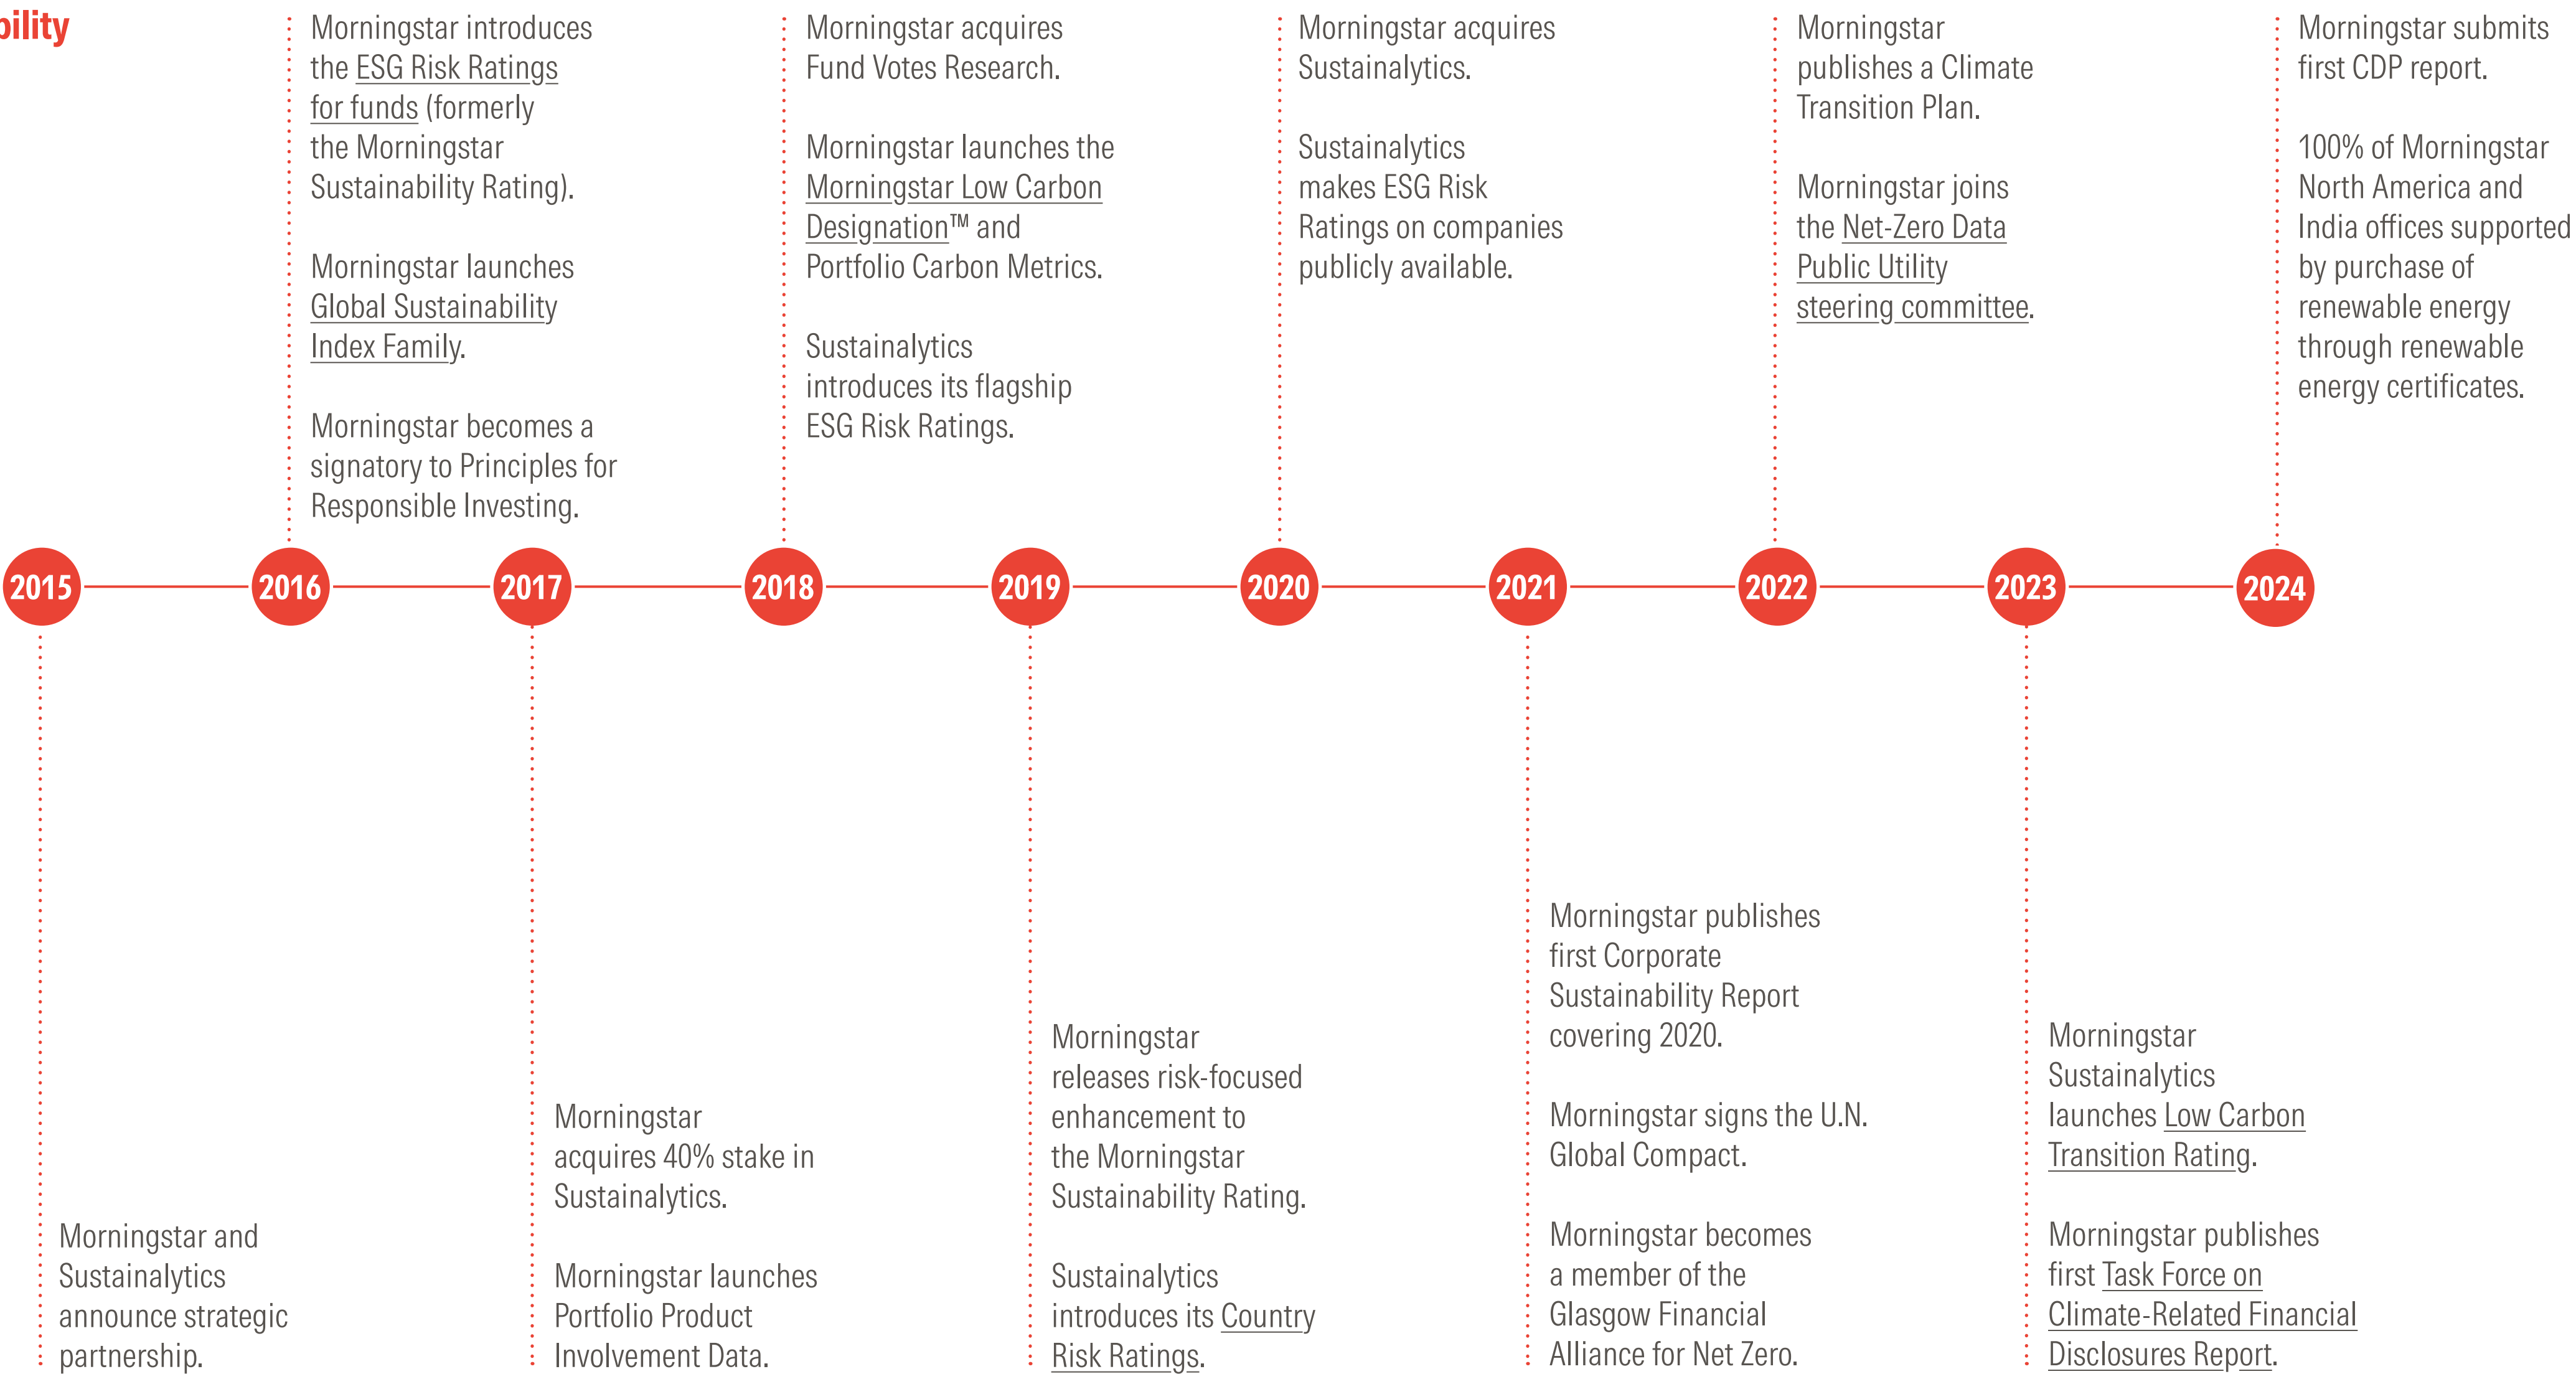 bility
Morningstar introduces
the ESG Risk Ratings
for funds (formerly
the Morningstar
Sustainability Rating).
Morningstar launches
Global Sustainability
Index Family.
Morningstar becomes a
signatory to Principles for
Responsible Investing.
Morningstar acquires
Fund Votes Research.
Morningstar launches the
Morningstar Low Carbon
Designation™ and
Portfolio Carbon Metrics.
Sustainalytics
introduces its flagship
ESG Risk Ratings.
Morningstar acquires
Sustainalytics.
Sustainalytics
makes ESG Risk
Ratings on companies
publicly available.
Morningstar
publishes a Climate
Transition Plan.
Morningstar joins
the Net-Zero Data
Public Utility
steering committee.
Morningstar submits
first CDP report.
100% of Morningstar
North America and
India offices supported
by purchase of
renewable energy
through renewable
energy certificates.
2015
2016
2017
2018
2019
2020
2021
2022
2023
2024
Morningstar and
Sustainalytics
announce strategic
partnership.
Morningstar
acquires 40% stake in
Sustainalytics.
Morningstar launches
Portfolio Product
Involvement Data.
Morningstar
releases risk-focused
enhancement to
the Morningstar
Sustainability Rating.
Sustainalytics
introduces its Country
Risk Ratings.
Morningstar publishes
first Corporate
Sustainability Report
covering 2020.
Morningstar signs the U.N.
Global Compact.
Morningstar becomes
a member of the
Glasgow Financial
Alliance for Net Zero.
Morningstar
Sustainalytics
launches Low Carbon
Transition Rating.
Morningstar publishes
first Task Force on
Climate-Related Financial
Disclosures Report.